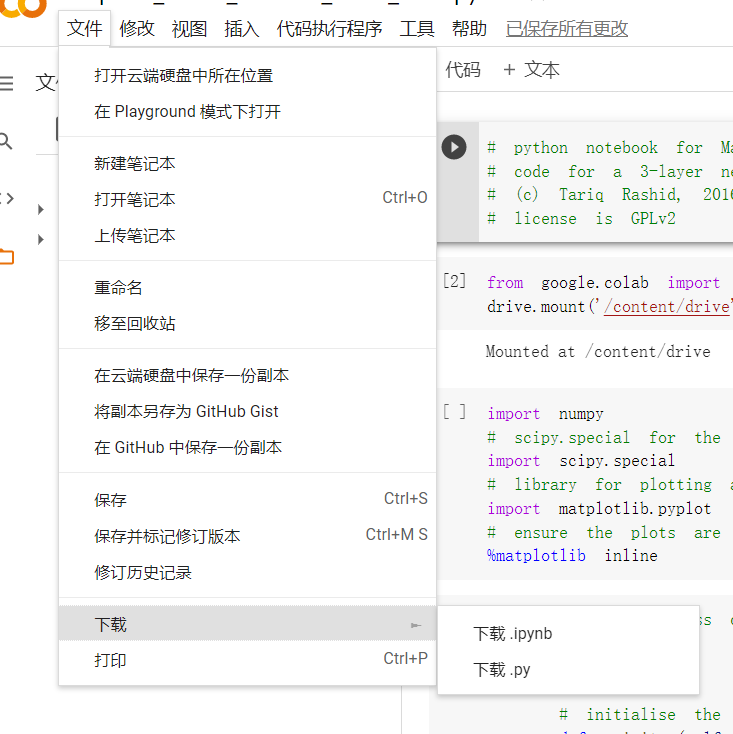 文件 修改 视图 插入 代码执行程序 工具 帮助 已保存所有更改
代码 + 文本
打开云端硬盘中所在位置
在 Playground 模式下打开
新建笔记本
打开笔记本 Ctrl+O
上传笔记本
重命名
移至回收站
在云端硬盘中保存一份副本
将副本另存为 GitHub Gist
在 GitHub 中保存一份副本
保存 Ctrl+S
保存并标记修订版本 Ctrl+M S
修订历史记录
下载
打印 Ctrl+P
下载 .ipynb
下载 .py
# python notebook for Ma
# code for a 3-layer ne
# (c) Tariq Rashid, 2016
# license is GPLv2
[2] from google.colab import
drive.mount('/content/drive'
Mounted at /content/drive
[ ] import numpy
# scipy.special for the
import scipy.special
# library for plotting a
import matplotlib.pyplot
# ensure the plots are
%matplotlib inline
# initialise the